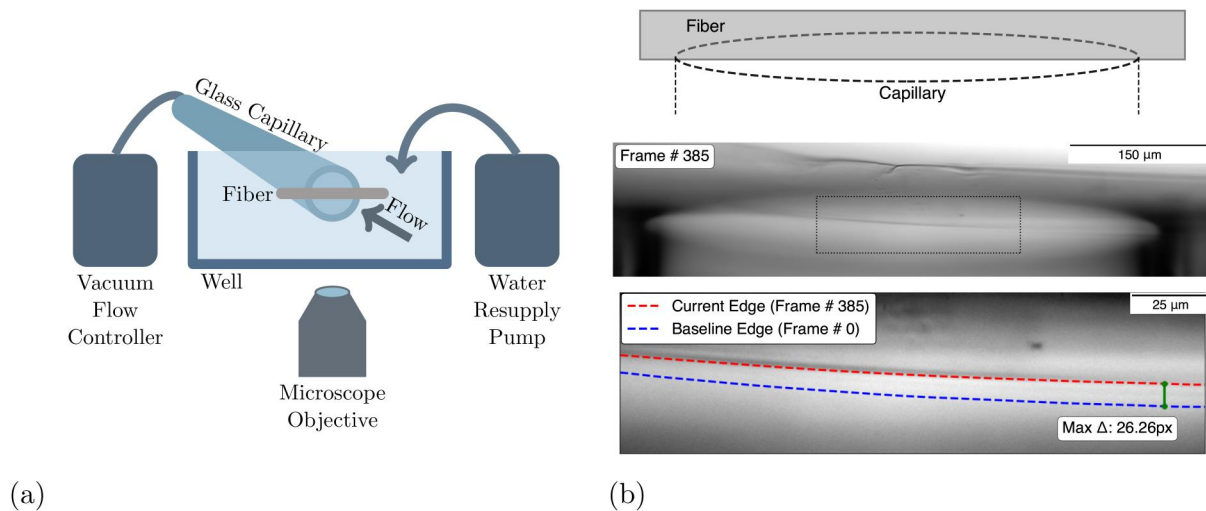 Glass Capillary
Fiber
Flow
Well
Vacuum
Flow
Controller
Water
Resupply
Pump
Microscope
Objective
(a)
Fiber
Capillary
Frame # 385
150 µm
Current Edge (Frame # 385)
Baseline Edge (Frame # 0)
25 µm
Max Δ: 26.26px
(b)